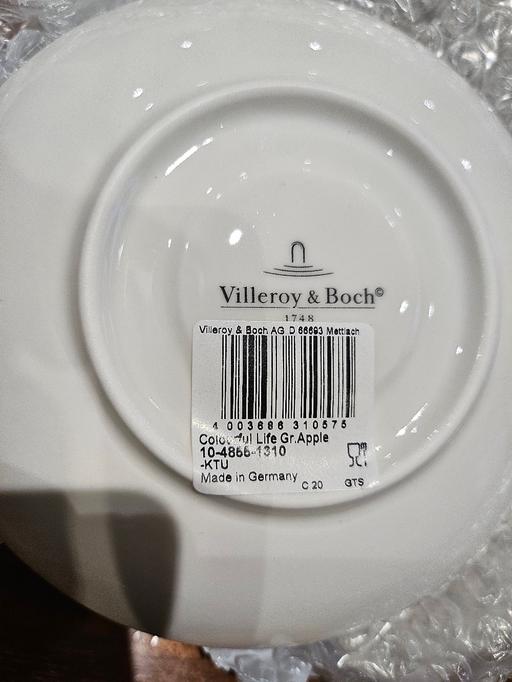 Villeroy & Boch©
1748
Villeroy & Boch AG D 66693 Mettlach
4 003686 310575
Colourful Life Gr.Apple
10-4866-1310
-KTU
Made in Germany
C 20
GTS